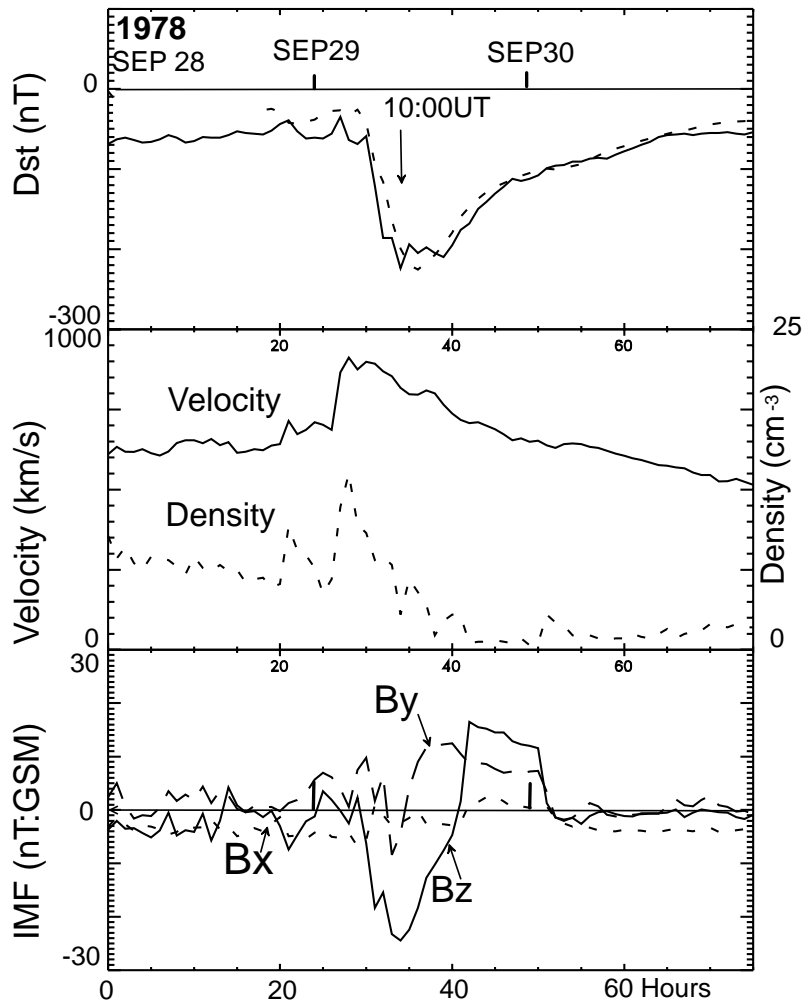 1978
SEP 28
SEP29
SEP30
0
10:00UT
Dst (nT)
-300
1000
20
40
60
25
Velocity
Density
Velocity (km/s)
Density (cm-3)
0
0
30
20
40
60
By
0
Bx
Bz
IMF (nT:GSM)
-30
0
20
40
60 Hours